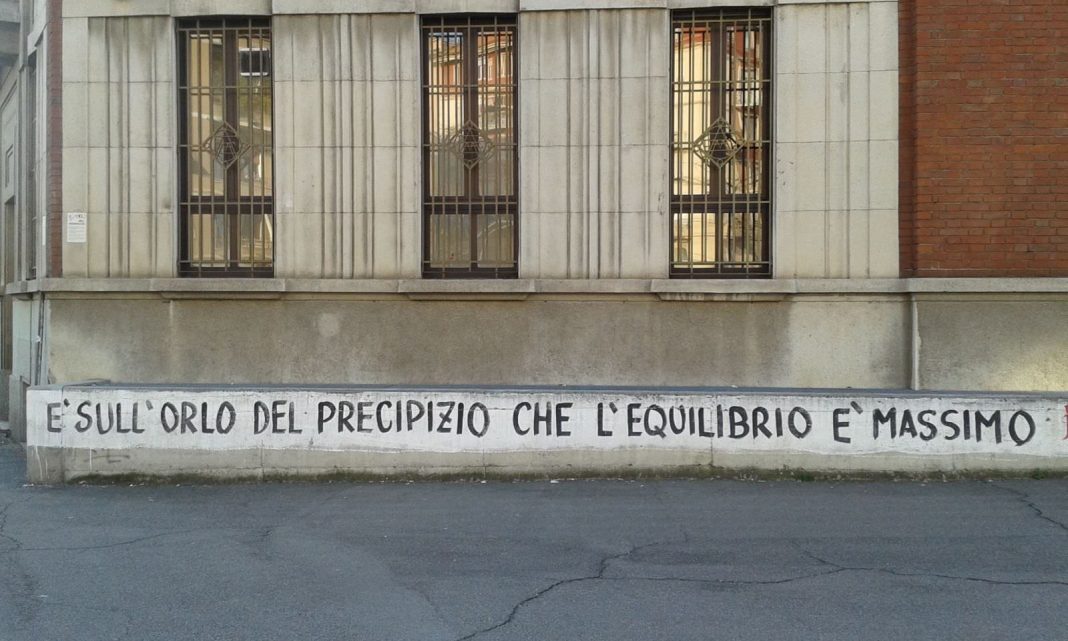 E' SULL'ORLO DEL PRECIPIZIO CHE L'EQUILIBRIO E' MASSIMO